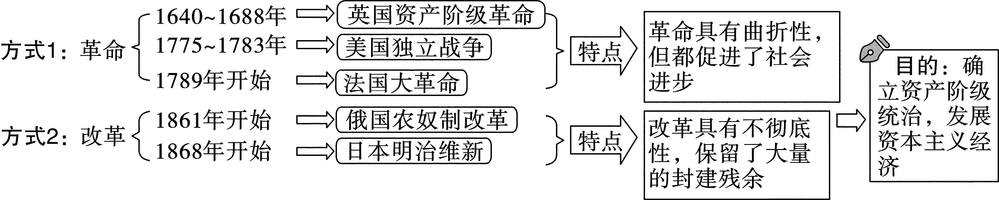 方式1：革命
1640~1688年
英国资产阶级革命
1775~1783年
美国独立战争
1789年开始
法国大革命
特点
革命具有曲折性，
但都促进了社会
进步
方式2：改革
1861年开始
俄国农奴制改革
1868年开始
日本明治维新
特点
改革具有不彻底
性，保留了大量
的封建残余
目的：确
立资产阶级
统治，发展
资本主义经
济